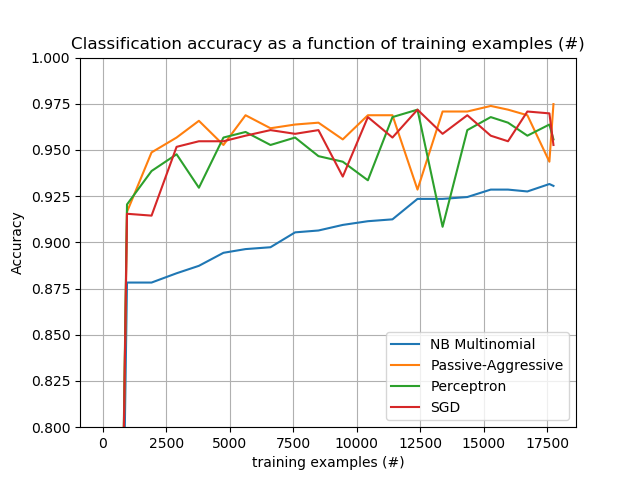 Classification accuracy as a function of training examples (#)
1.000
0.975
0.950
0.925
0.900
0.875
0.850
0.825
0.800
Accuracy
NB Multinomial
Passive-Aggressive
Perceptron
SGD
0 2500 5000 7500 10000 12500 15000 17500
training examples (#)